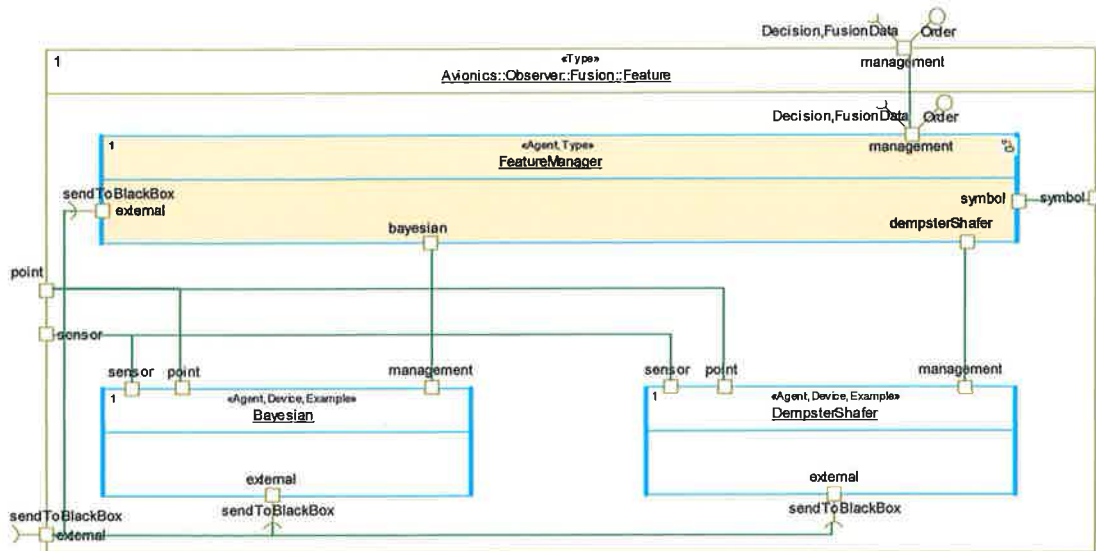 Decision,FusionData Order
1 «Type» management
Avionics::Observer::Fusion::Feature
Decision,FusionData Order
1 «Agent, Type» management
FeatureManager
sendToBlackBox
external symbol symbol
bayesian dempsterShafer
point
sensor
sensor point management sensor point management
1 «Agent, Device, Example» 1 «Agent, Device, Example»
Bayesian DempsterShafer
external external
sendToBlackBox sendToBlackBox
sendToBlackBox
external